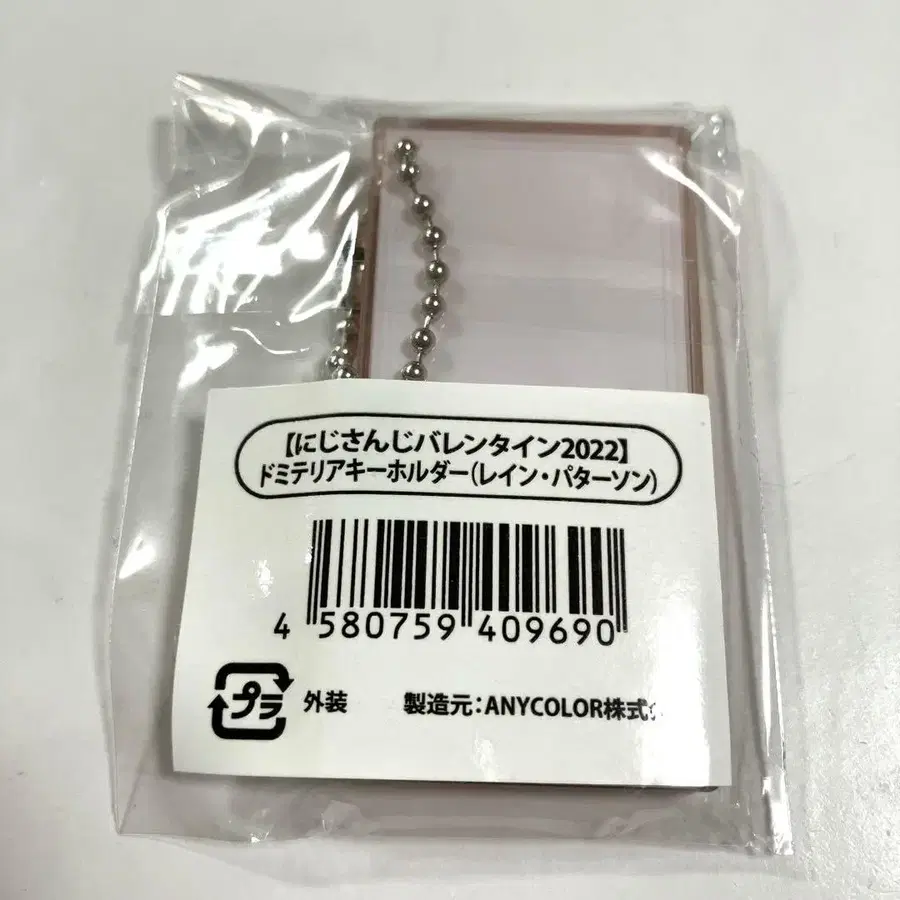 【にじさんじバレンタイン2022】
ドミテリアキーホルダー(レイン・パターソン)
4 580759 409690
プラ 外装 製造元:ANYCOLOR株式